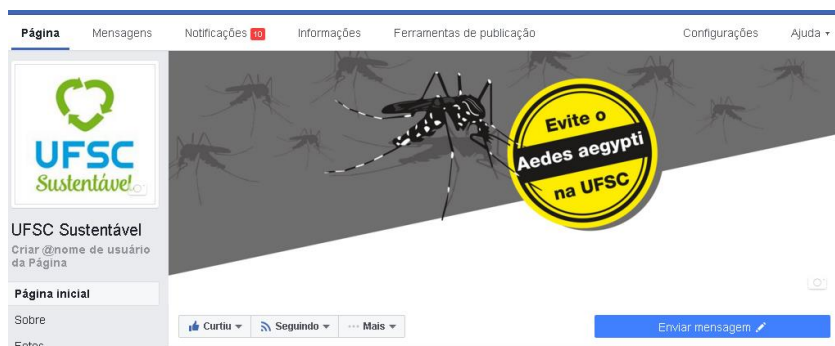 Página Mensagens Notificações 10 Informações Ferramentas de publicação Configurações Ajuda
UFSC
Sustentável
Evite o
Aedes aegypti
na UFSC
UFSC Sustentável
Criar @nome de usuário
da Página
Página inicial
Sobre
Fotos
Curtiu Seguindo Mais Enviar mensagem